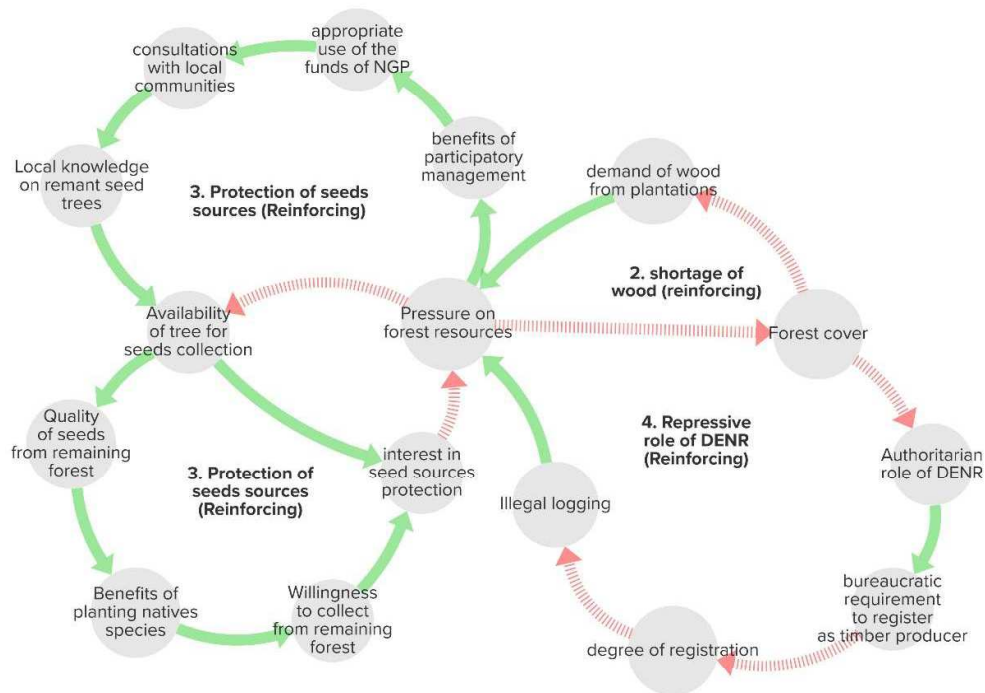 appropriate
use of the
funds of NGP
consultations
with local
communities
Local knowledge
on remant seed
trees
3. Protection of seeds
sources (Reinforcing)
benefits of
participatory
management
demand of wood
from plantations
2. shortage of
wood (reinforcing)
Availability
of tree for
seeds collection
Pressure on
forest resources
Forest cover
Quality
of seeds
from remaining
forest
3. Protection of
seeds sources
(Reinforcing)
interest in
seed sources
protection
4. Repressive
role of DENR
(Reinforcing)
Illegal logging
Authoritarian
role of DENR
Benefits of
planting natives
species
Willingness
to collect
from remaining
forest
degree of registration
bureaucratic
requirement
to register
as timber producer